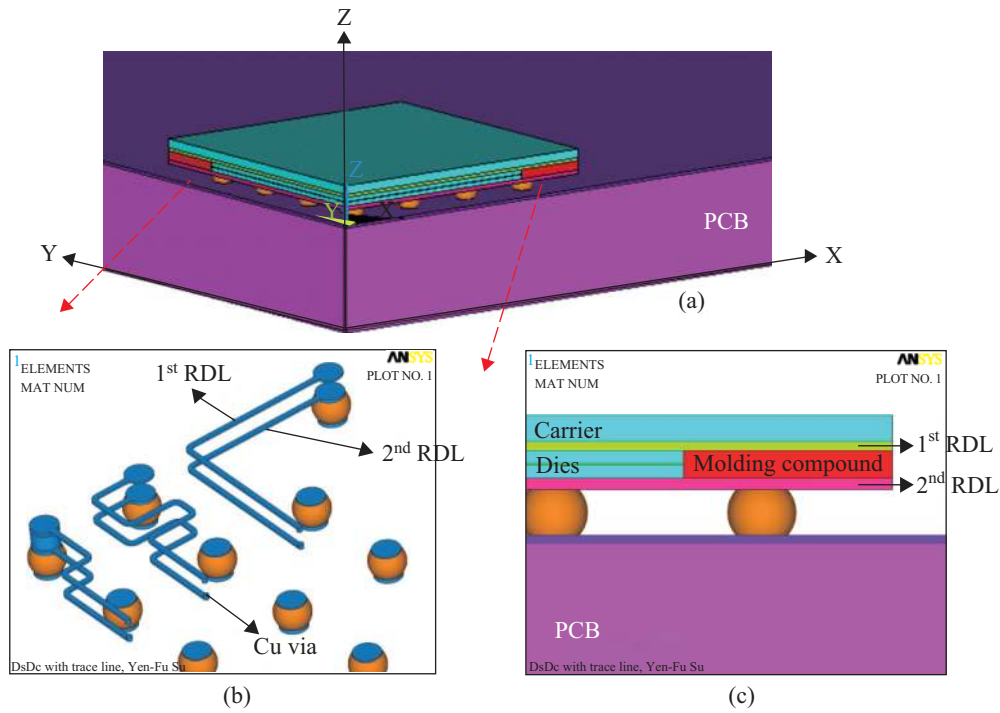 Z
Z
Y
X
PCB
Y
X
(a)
1
ELEMENTS
MAT NUM
ANSYS
PLOT NO. 1
1st RDL
2nd RDL
Cu via
DsDc with trace line, Yen-Fu Su
(b)
1
ELEMENTS
MAT NUM
ANSYS
PLOT NO. 1
Carrier
1st RDL
Dies
Molding compound
2nd RDL
PCB
DsDc with trace line, Yen-Fu Su
(c)